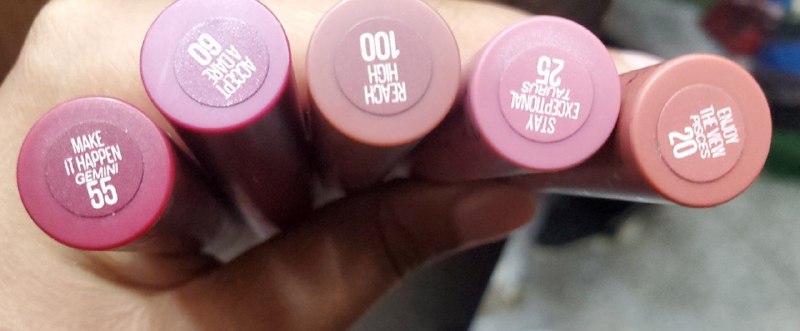 MAKE
IT HAPPEN
GEMINI
55
ACCEPT
A DARE
60
REACH
HIGH
100
STAY
EXCEPTIONAL
TAURUS
25
ENJOY
THE VIEW
PISCES
20